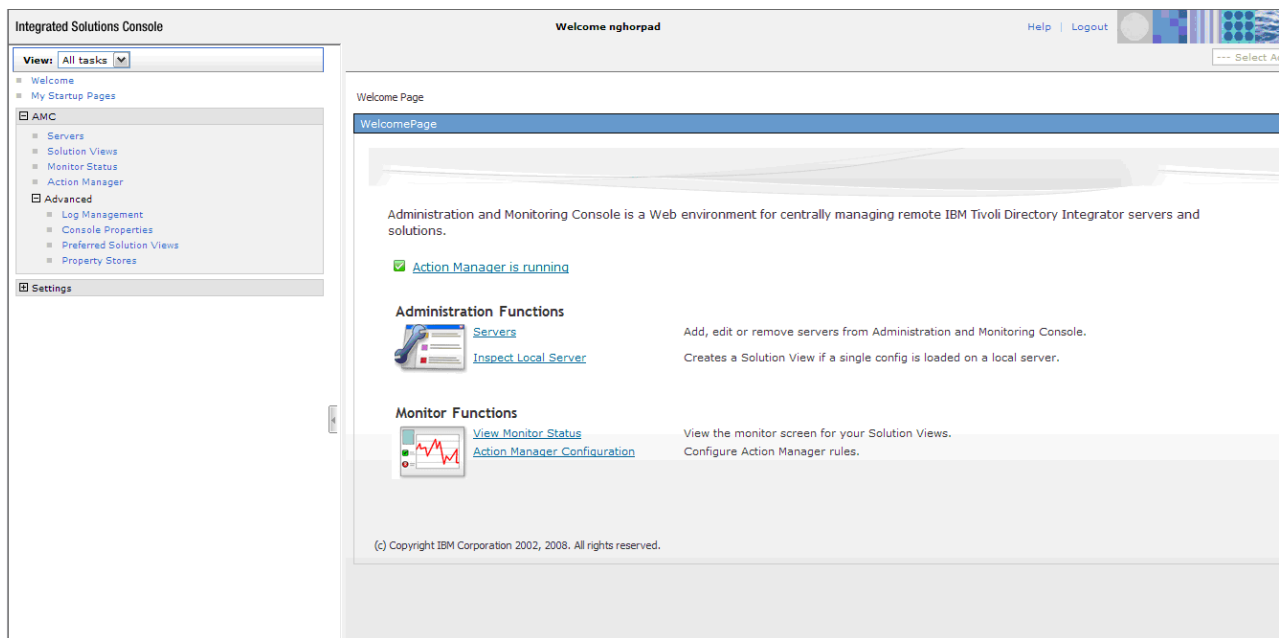 Integrated Solutions Console
Welcome nghorpad
Help | Logout
View: All tasks
--- Select
Welcome
My Startup Pages
AMC
Servers
Solution Views
Monitor Status
Action Manager
Advanced
Log Management
Console Properties
Preferred Solution Views
Property Stores
Settings
Welcome Page
WelcomePage
Administration and Monitoring Console is a Web environment for centrally managing remote IBM Tivoli Directory Integrator servers and
solutions.
Action Manager is running
Administration Functions
Servers Add, edit or remove servers from Administration and Monitoring Console.
Inspect Local Server Creates a Solution View if a single config is loaded on a local server.
Monitor Functions
View Monitor Status View the monitor screen for your Solution Views.
Action Manager Configuration Configure Action Manager rules.
(c) Copyright IBM Corporation 2002, 2008. All rights reserved.